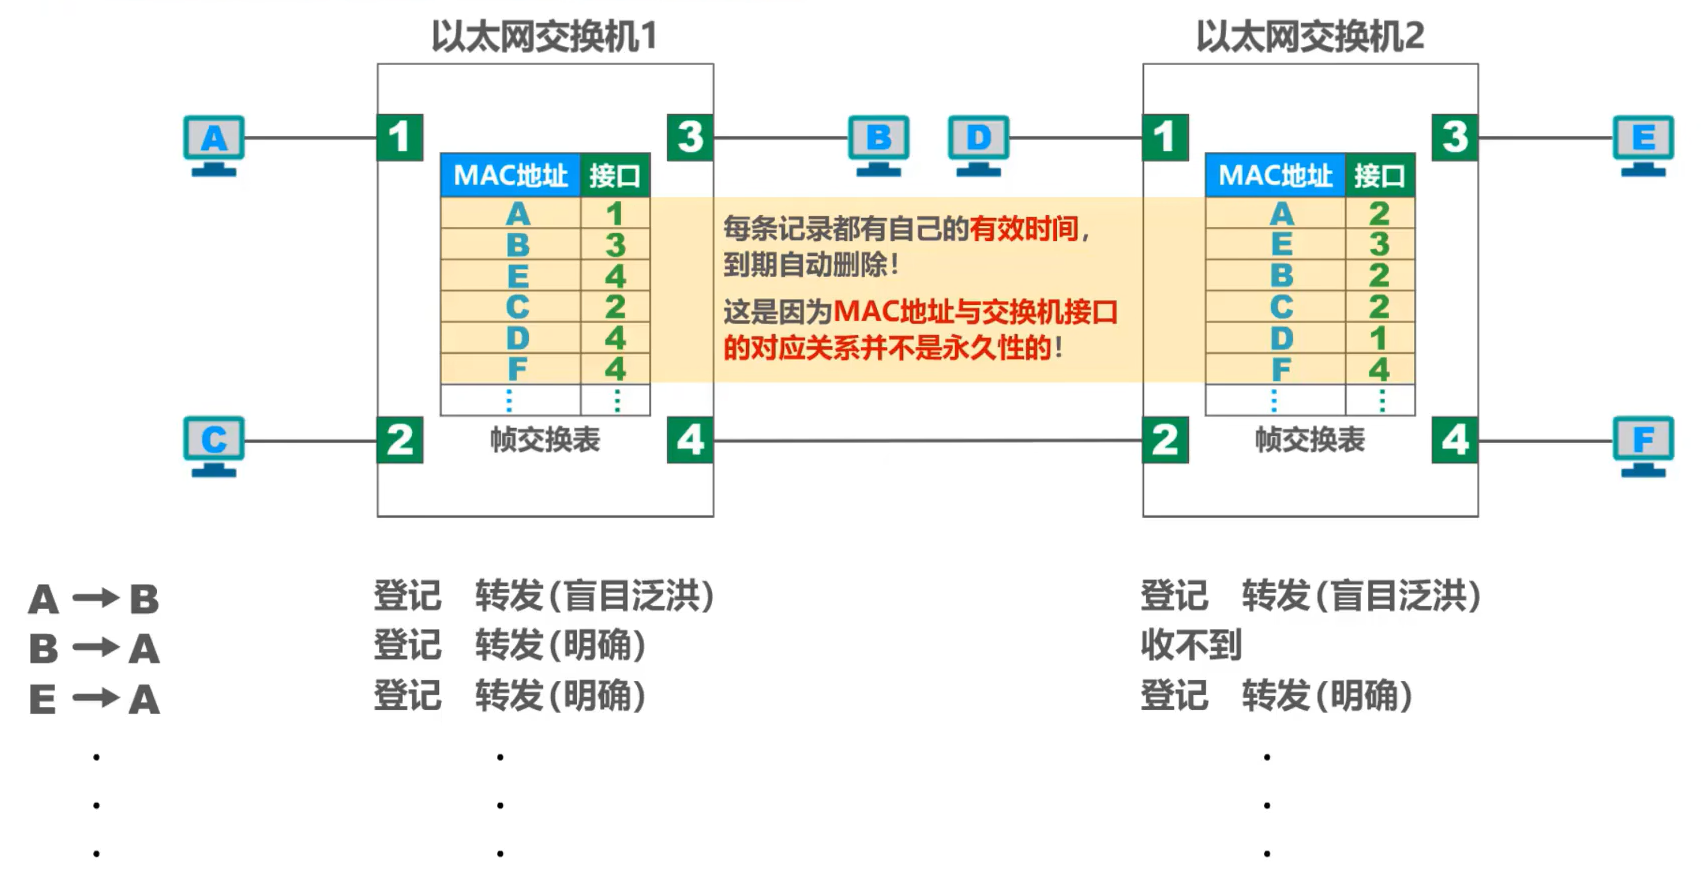 以太网交换机1
以太网交换机2
A
1
3
B
D
1
3
E
MAC地址 接口
A 1
B 3
E 4
C 2
D 4
F 4
⋮ ⋮
帧交换表
每条记录都有自己的有效时间，
到期自动删除！
这是因为MAC地址与交换机接口
的对应关系并不是永久性的！
MAC地址 接口
A 2
E 3
B 2
C 2
D 1
F 4
⋮ ⋮
帧交换表
C
2
4
2
4
F
A → B 登记 转发(盲目泛洪) 登记 转发(盲目泛洪)
B → A 登记 转发(明确) 收不到
E → A 登记 转发(明确) 登记 转发(明确)
. . .
. . .
. . .